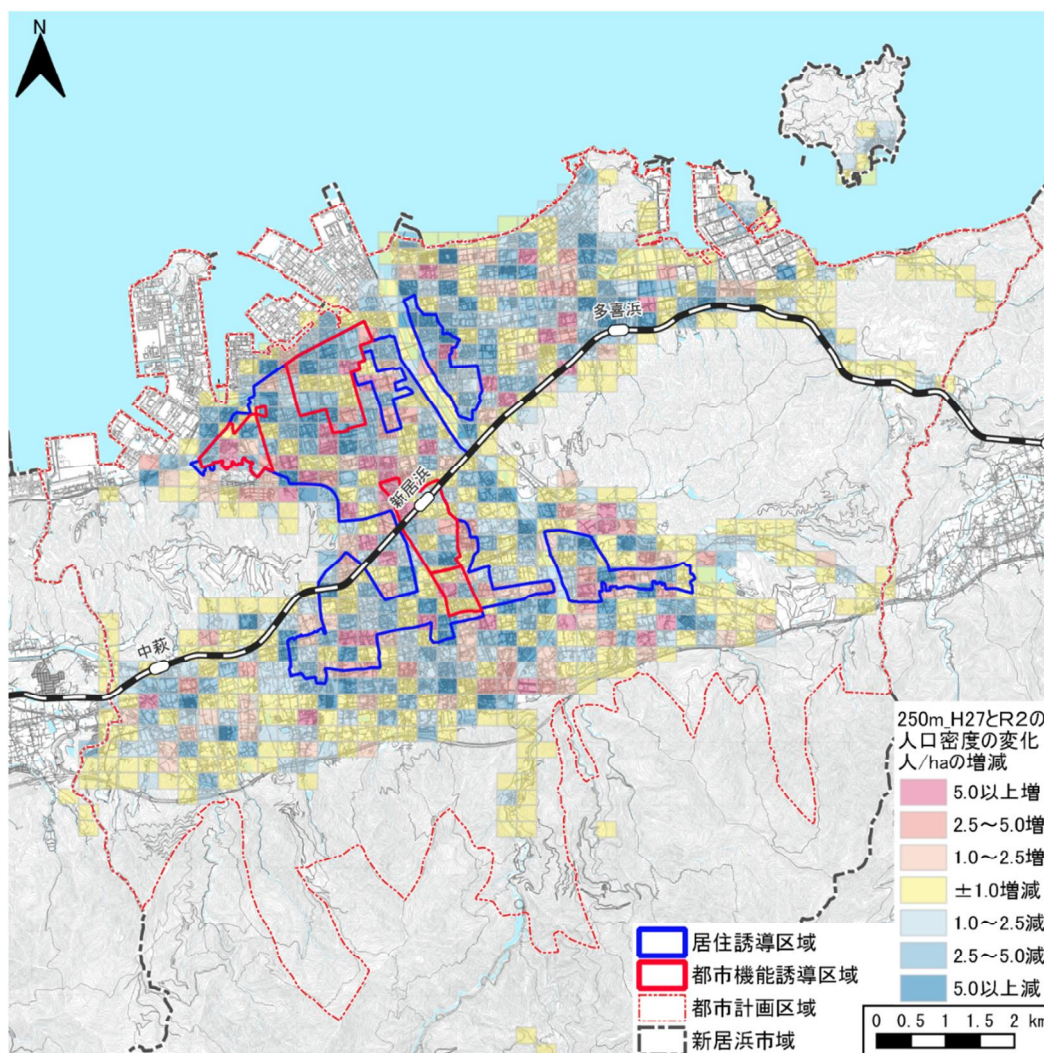 N
多喜浜
新居浜
中萩
250m_H27とR2の
人口密度の変化
人/haの増減
5.0以上増
2.5～5.0増
1.0～2.5増
±1.0増減
1.0～2.5減
2.5～5.0減
5.0以上減
居住誘導区域
都市機能誘導区域
都市計画区域
新居浜市域
0 0.5 1 1.5 2 km